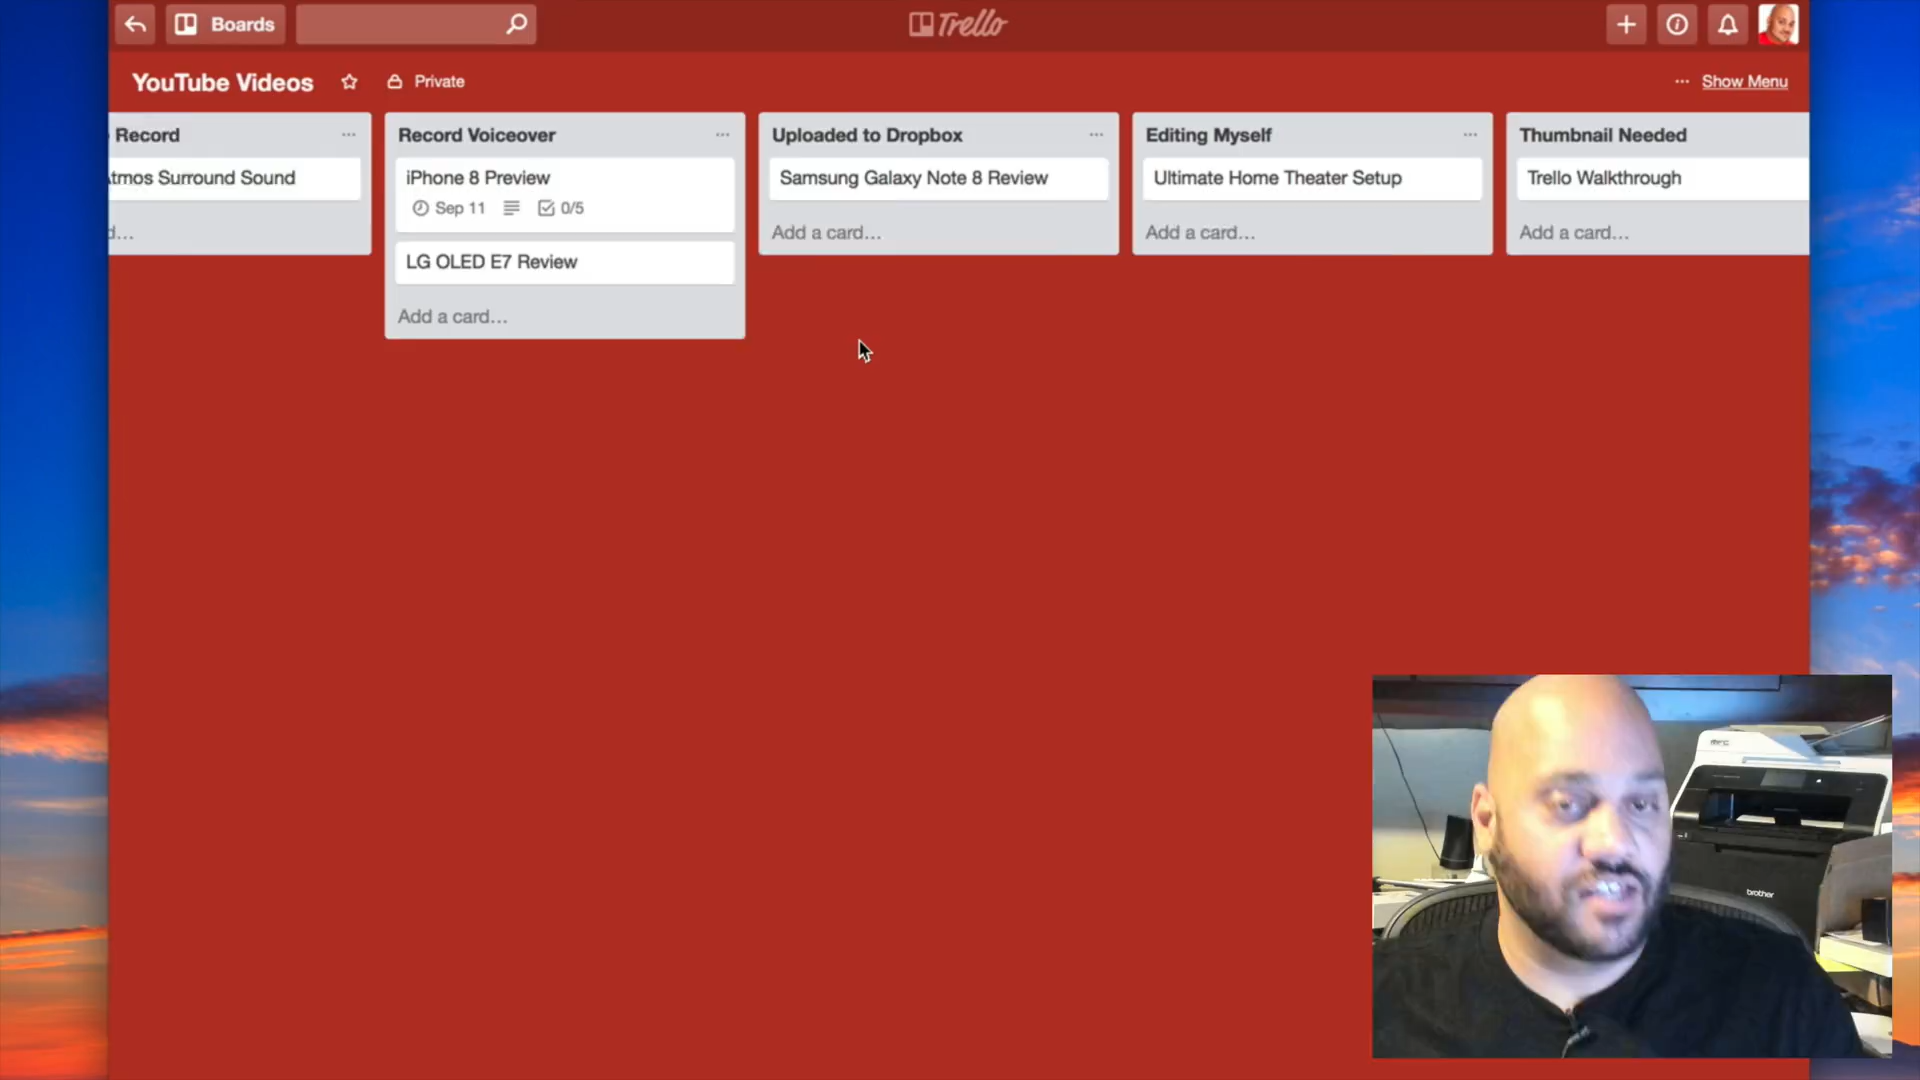 Boards
Trello
YouTube Videos
Private
Show Menu
Record
Atmos Surround Sound
d…
Record Voiceover
iPhone 8 Preview
Sep 11
0/5
LG OLED E7 Review
Add a card…
Uploaded to Dropbox
Samsung Galaxy Note 8 Review
Add a card…
Editing Myself
Ultimate Home Theater Setup
Add a card…
Thumbnail Needed
Trello Walkthrough
Add a card…
MFC
brother